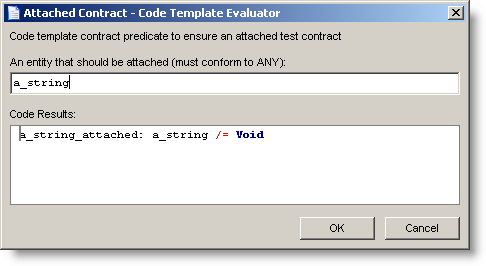 Attached Contract - Code Template Evaluator
Code template contract predicate to ensure an attached test contract
An entity that should be attached (must conform to ANY):
a_string
Code Results:
a_string_attached: a_string /= Void
OK Cancel